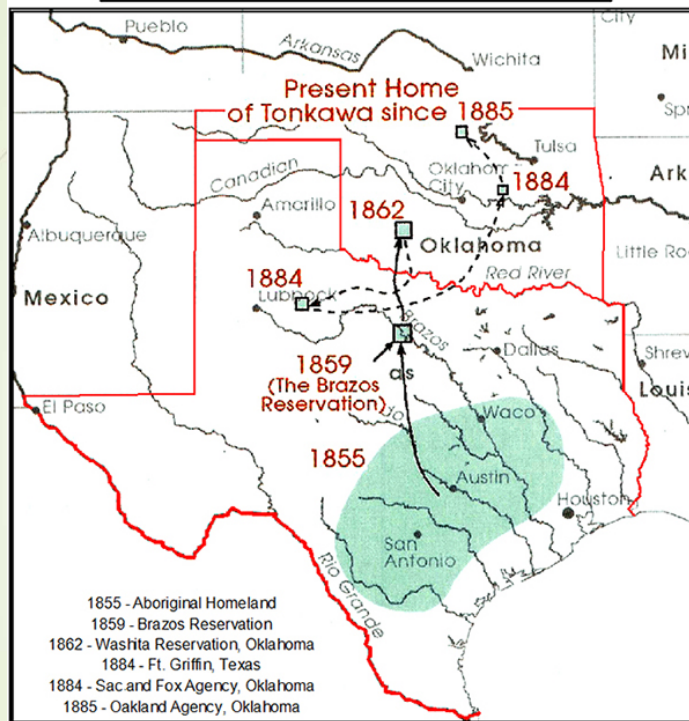 City
Pueblo
Arkansas
Wichita
Mi
Present Home
of Tonkawa since 1885
Spr
Tulsa
Canadian
Oklahom
City
1884
Ark
Amarillo
1862
Albuquerque
Oklahoma
Little Ro
Red River
1884
Mexico
Lubbock
Brazos
1859
(The Brazos
Reservation)
as
Dallas
Shrev
Louis
El Paso
do
Waco
1855
Austin
Houston
San
Antonio
Rio Grande
1855 - Aboriginal Homeland
1859 - Brazos Reservation
1862 - Washita Reservation, Oklahoma
1884 - Ft. Griffin, Texas
1884 - Sac and Fox Agency, Oklahoma
1885 - Oakland Agency, Oklahoma